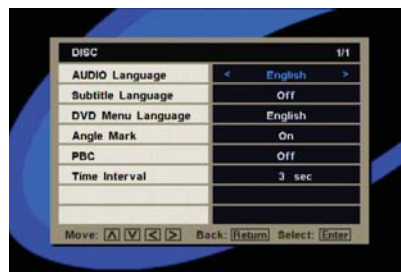 DISC 1/1
AUDIO Language < English >
Subtitle Language Off
DVD Menu Language English
Angle Mark On
PBC Off
Time Interval 3 sec
Move: Λ V < > Back: Return Select: Enter